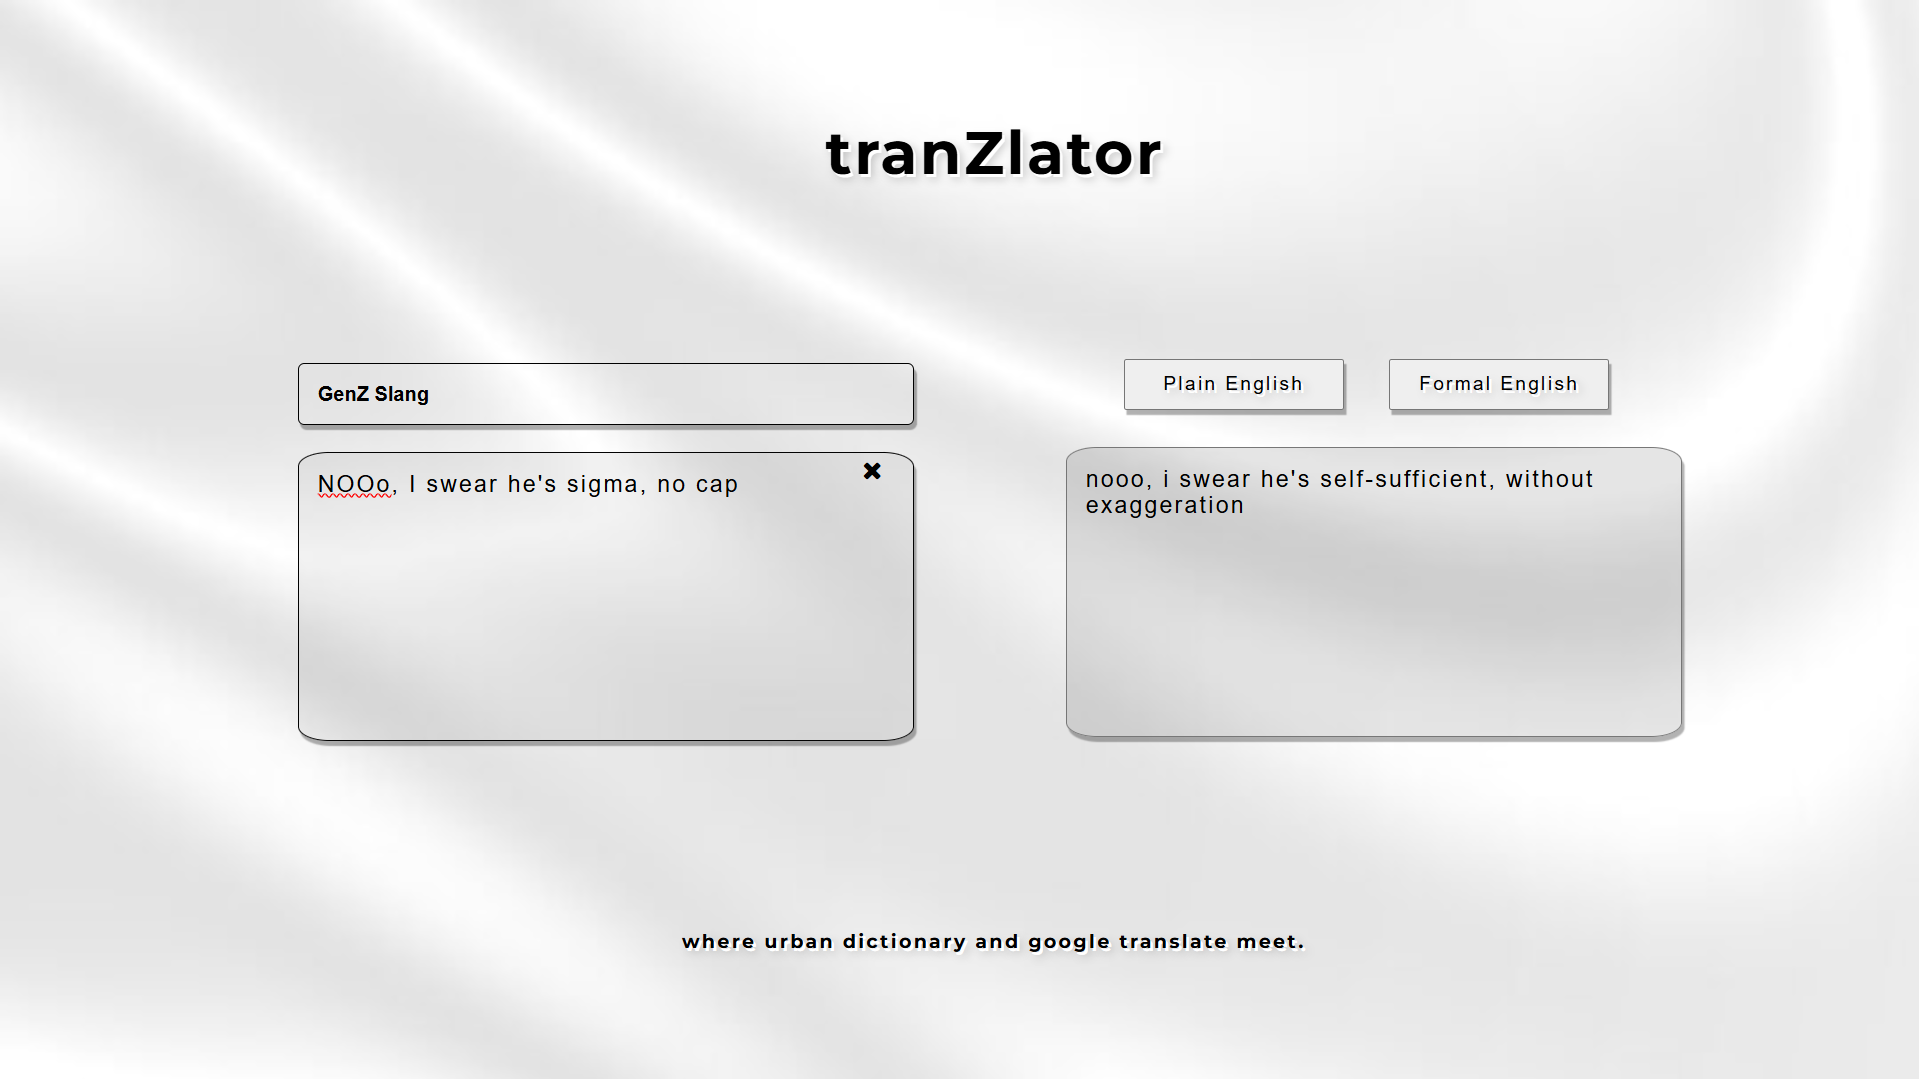 tranZlator
GenZ Slang
NOOo, I swear he's sigma, no cap
Plain English
Formal English
nooo, i swear he's self-sufficient, without
exaggeration
where urban dictionary and google translate meet.